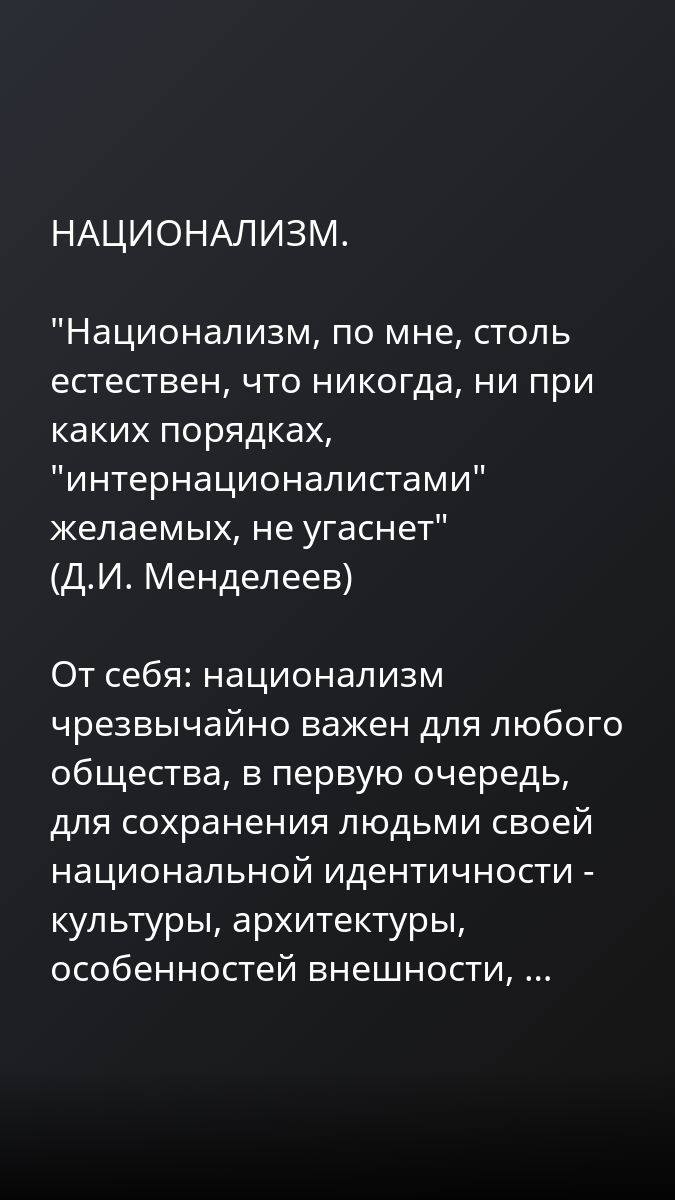 НАЦИОНАЛИЗМ.
"Национализм, по мне, столь
естествен, что никогда, ни при
каких порядках,
"интернационалистами"
желаемых, не угаснет"
(Д.И. Менделеев)
От себя: национализм
чрезвычайно важен для любого
общества, в первую очередь,
для сохранения людьми своей
национальной идентичности -
культуры, архитектуры,
особенностей внешности, ...